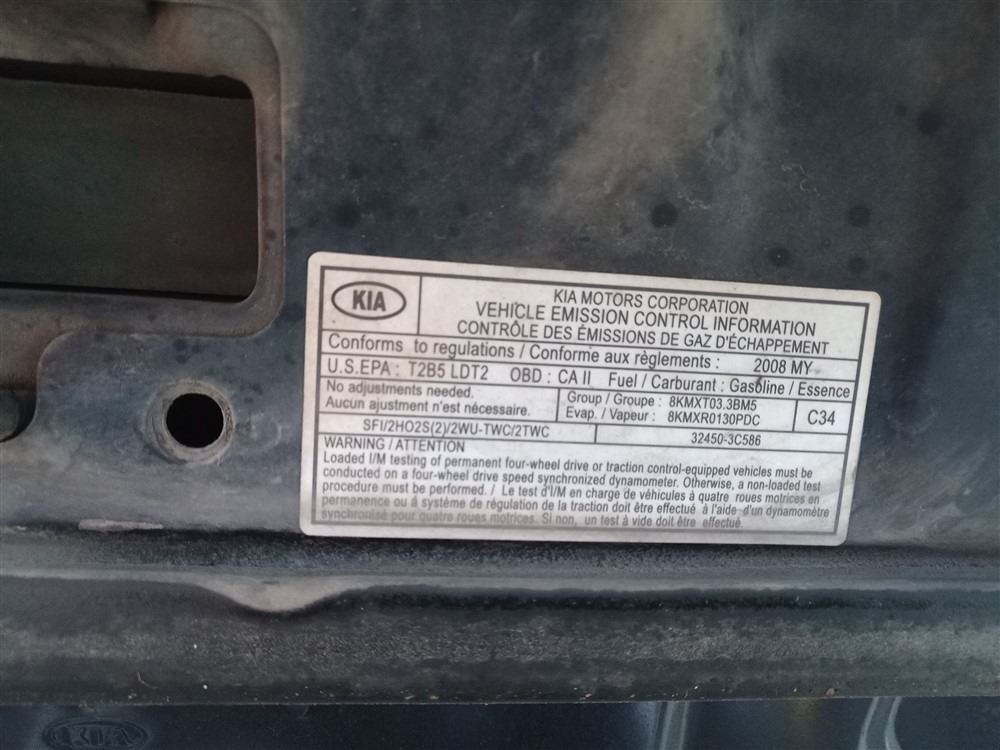 KIA
KIA MOTORS CORPORATION
VEHICLE EMISSION CONTROL INFORMATION
CONTRÔLE DES ÉMISSIONS DE GAZ D'ÉCHAPPEMENT
Conforms to regulations / Conforme aux règlements : 2008 MY
U.S.EPA : T2B5 LDT2 OBD : CA II Fuel / Carburant : Gasoline / Essence
No adjustments needed.
Aucun ajustment n'est nécessaire.
Group / Groupe : 8KMXT03.3BM5
Evap. / Vapeur : 8KMXR0130PDC
C34
SFI/2HO2S(2)/2WU-TWC/2TWC
32450-3C586
WARNING / ATTENTION
Loaded I/M testing of permanent four-wheel drive or traction control-equipped vehicles must be
conducted on a four-wheel drive speed synchronized dynamometer. Otherwise, a non-loaded test
procedure must be performed. / Le test d'I/M en charge de véhicules à quatre roues motrices en
permanence ou á système de régulation de la traction doit être effectué à l'aide d'un dynamomètre
synchronisé pour quatre roues motrices. Si non, un test à vide doit être effectué.
KIA